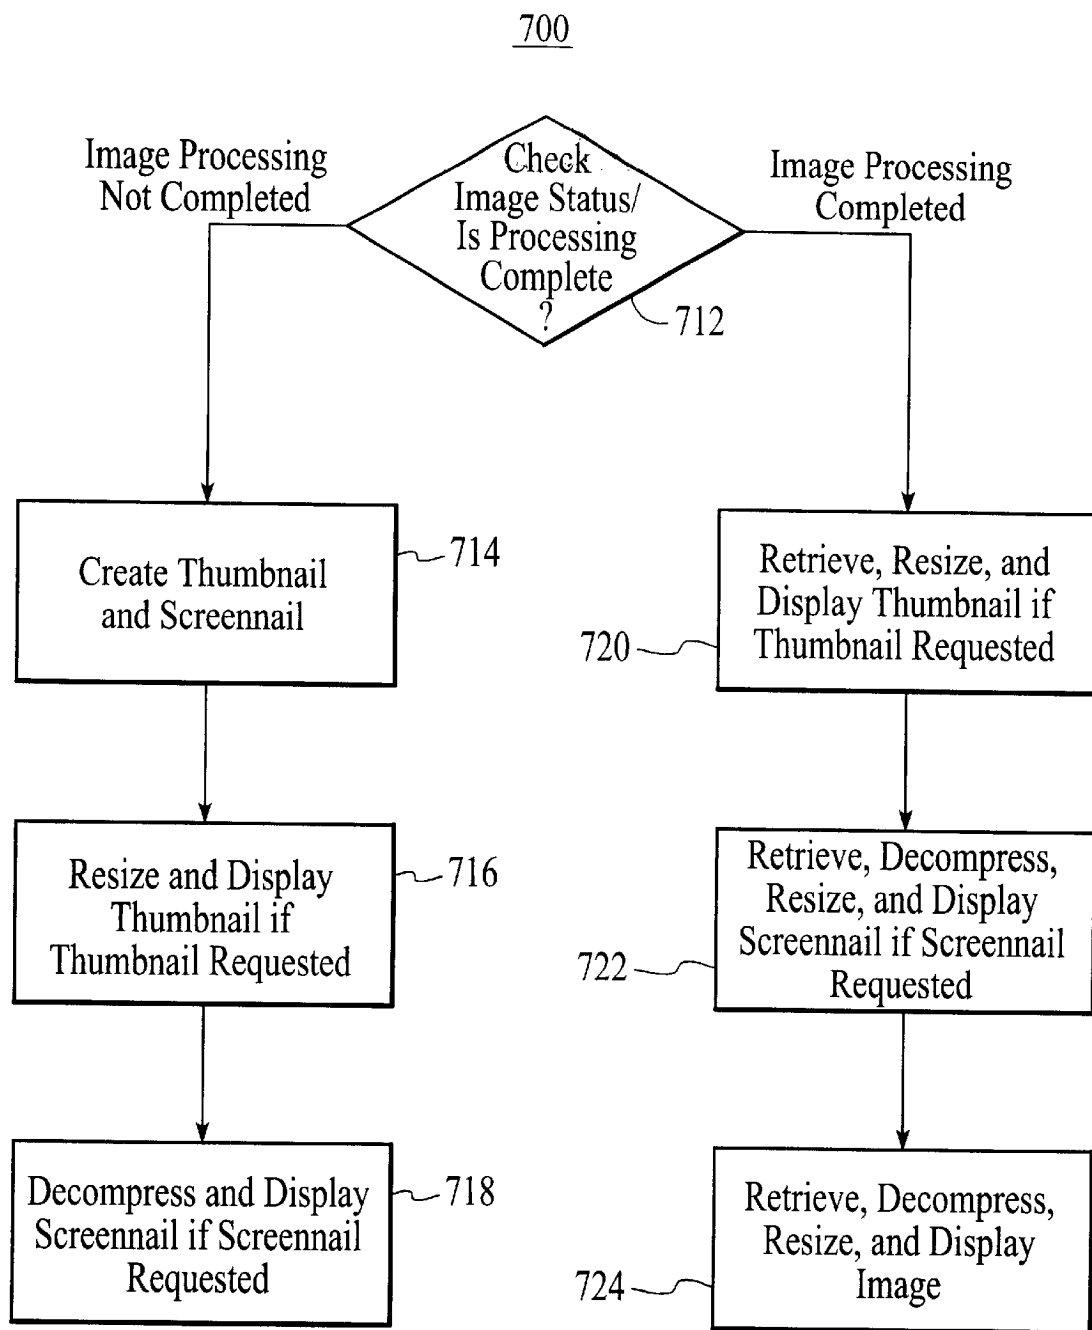 700
Image Processing
Not Completed
Check
Image Status/
Is Processing
Complete
?
712
Image Processing
Completed
Create Thumbnail
and Screennail
714
Resize and Display
Thumbnail if
Thumbnail Requested
716
Decompress and Display
Screennail if Screennail
Requested
718
Retrieve, Resize, and
Display Thumbnail if
Thumbnail Requested
720
Retrieve, Decompress,
Resize, and Display
Screennail if Screennail
Requested
722
Retrieve, Decompress,
Resize, and Display
Image
724